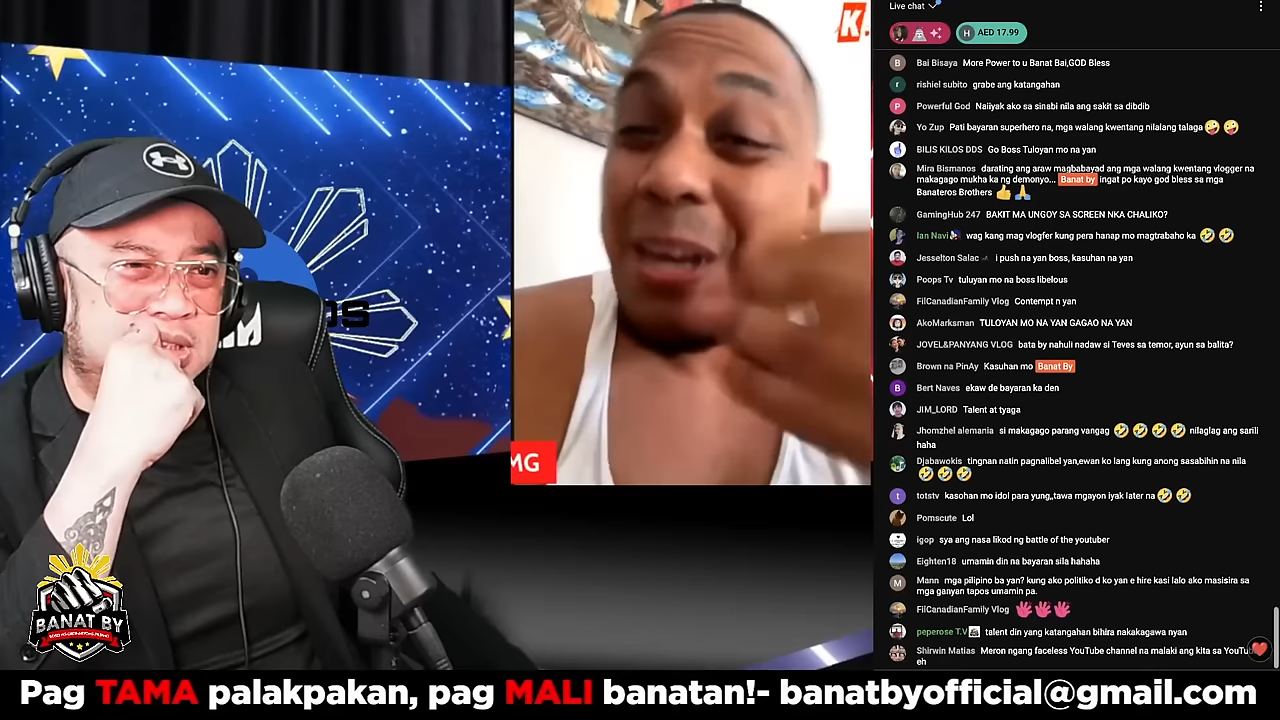 Live chat
H AED 17.99
B Bai Bisaya More Power to u Banat Bai,GOD Bless
r rishiel subito grabe ang katangahan
P Powerful God Naiiyak ako sa sinabi nila ang sakit sa dibdib
Yo Zup Pati bayaran superhero na, mga walang kwentang nilalang talaga 🤪 🤪
BILIS KILOS DDS Go Boss Tuloyan mo na yan
Mira Bismanos darating ang araw magbabayad ang mga walang kwentang vlogger na
makagago mukha ka ng demonyo... Banat by ingat po kayo god bless sa mga
Banateros Brothers 👍 🙏
GamingHub 247 BAKIT MA UNGOY SA SCREEN NKA CHALIKO?
Ian Navi wag kang mag vlogfer kung pera hanap mo magtrabaho ka 🤣 🤣
Jesselton Salac i push na yan boss, kasuhan na yan
Poops Tv tuluyan mo na boss libelous
FilCanadianFamily Vlog Contempt n yan
AkoMarksman TULOYAN MO NA YAN GAGAO NA YAN
JOVEL&PANYANG VLOG bata by nahuli nadaw si Teves sa temor, ayun sa balita?
Brown na PinAy Kasuhan mo Banat By
B Bert Naves ekaw de bayaran ka den
JIM_LORD Talent at tyaga
Jhomzhel alemania si makagago parang vangag 🤣 🤣 🤣 🤣 nilaglag ang sarili
haha
Djabawokis tingnan natin pagnalibel yan,ewan ko lang kung anong sasabihin na nila
🤣 🤣 🤣
t totstv kasohan mo idol para yung,,tawa mgayon iyak later na 🤣 🤣
Pomscute Lol
igop sya ang nasa likod ng battle of the youtuber
Eighten18 umamin din na bayaran sila hahaha
M Mann mga pilipino ba yan? kung ako politiko d ko yan e hire kasi lalo ako masisira sa
mga ganyan tapos umamin pa.
FilCanadianFamily Vlog
peperose T.V talent din yang katangahan bihira nakakagawa nyan
Shirwin Matias Meron ngang faceless YouTube channel na malaki ang kita sa YouTu
eh
K.
MG
OS
BANAT BY
Pag TAMA palakpakan, pag MALI banatan!- banatbyofficial@gmail.com